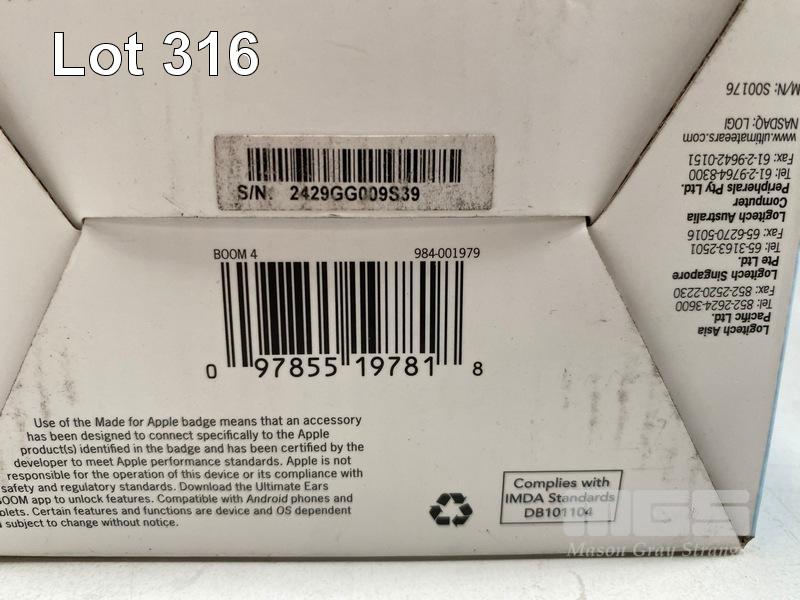 Lot 316
S/N: 2429GG009S39
BOOM 4 984-001979
0 97855 19781 8
Use of the Made for Apple badge means that an accessory
has been designed to connect specifically to the Apple
product(s) identified in the badge and has been certified by the
developer to meet Apple performance standards. Apple is not
responsible for the operation of this device or its compliance with
safety and regulatory standards. Download the Ultimate Ears
BOOM app to unlock features. Compatible with Android phones and
Certain features and functions are device and OS dependent
subject to change without notice.
Complies with
IMDA Standards
DB101104
Logitech Asia
Pacific Ltd.
Tel: 852-2624-3600
Fax: 852-2520-2230
Logitech Singapore
Pte Ltd.
Tel: 65-3163-2501
Fax: 65-6270-5016
Logitech Australia
Computer
Peripherals Pty Ltd.
Tel: 61-2-9764-8300
Fax: 61-2-9642-0151
www.ultimateears.com
NASDAQ: LOGI
M/N: S00176
MGS
Mason Gray Strange